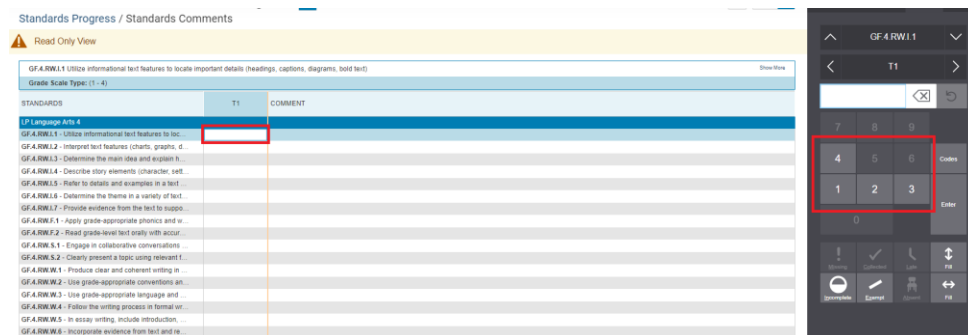 Standards Progress / Standards Comments
Read Only View
GF.4.RW.I.1 Utilize informational text features to locate important details (headings, captions, diagrams, bold text)
Show More
Grade Scale Type: (1 - 4)
STANDARDS T1 COMMENT
LP Language Arts 4
GF.4.RW.I.1 - Utilize informational text features to loc...
GF.4.RW.I.2 - Interpret text features (charts, graphs, d...
GF.4.RW.I.3 - Determine the main idea and explain h...
GF.4.RW.I.4 - Describe story elements (character, sett...
GF.4.RW.I.5 - Refer to details and examples in a text ...
GF.4.RW.I.6 - Determine the theme in a variety of text...
GF.4.RW.I.7 - Provide evidence from the text to suppo...
GF.4.RW.F.1 - Apply grade-appropriate phonics and w...
GF.4.RW.F.2 - Read grade-level text orally with accur...
GF.4.RW.S.1 - Engage in collaborative conversations ...
GF.4.RW.S.2 - Clearly present a topic using relevant f...
GF.4.RW.W.1 - Produce clear and coherent writing in ...
GF.4.RW.W.2 - Use grade-appropriate conventions an...
GF.4.RW.W.3 - Use grade-appropriate language and ...
GF.4.RW.W.4 - Follow the writing process in formal wr...
GF.4.RW.W.5 - In essay writing, include introduction, ...
GF.4.RW.W.6 - Incorporate evidence from text and re...
GF.4.RW.I.1
T1
7 8 9
4 5 6 Codes
1 2 3
Enter
0
Missing Collected Late Fill
Incomplete Exempt Absent Fill